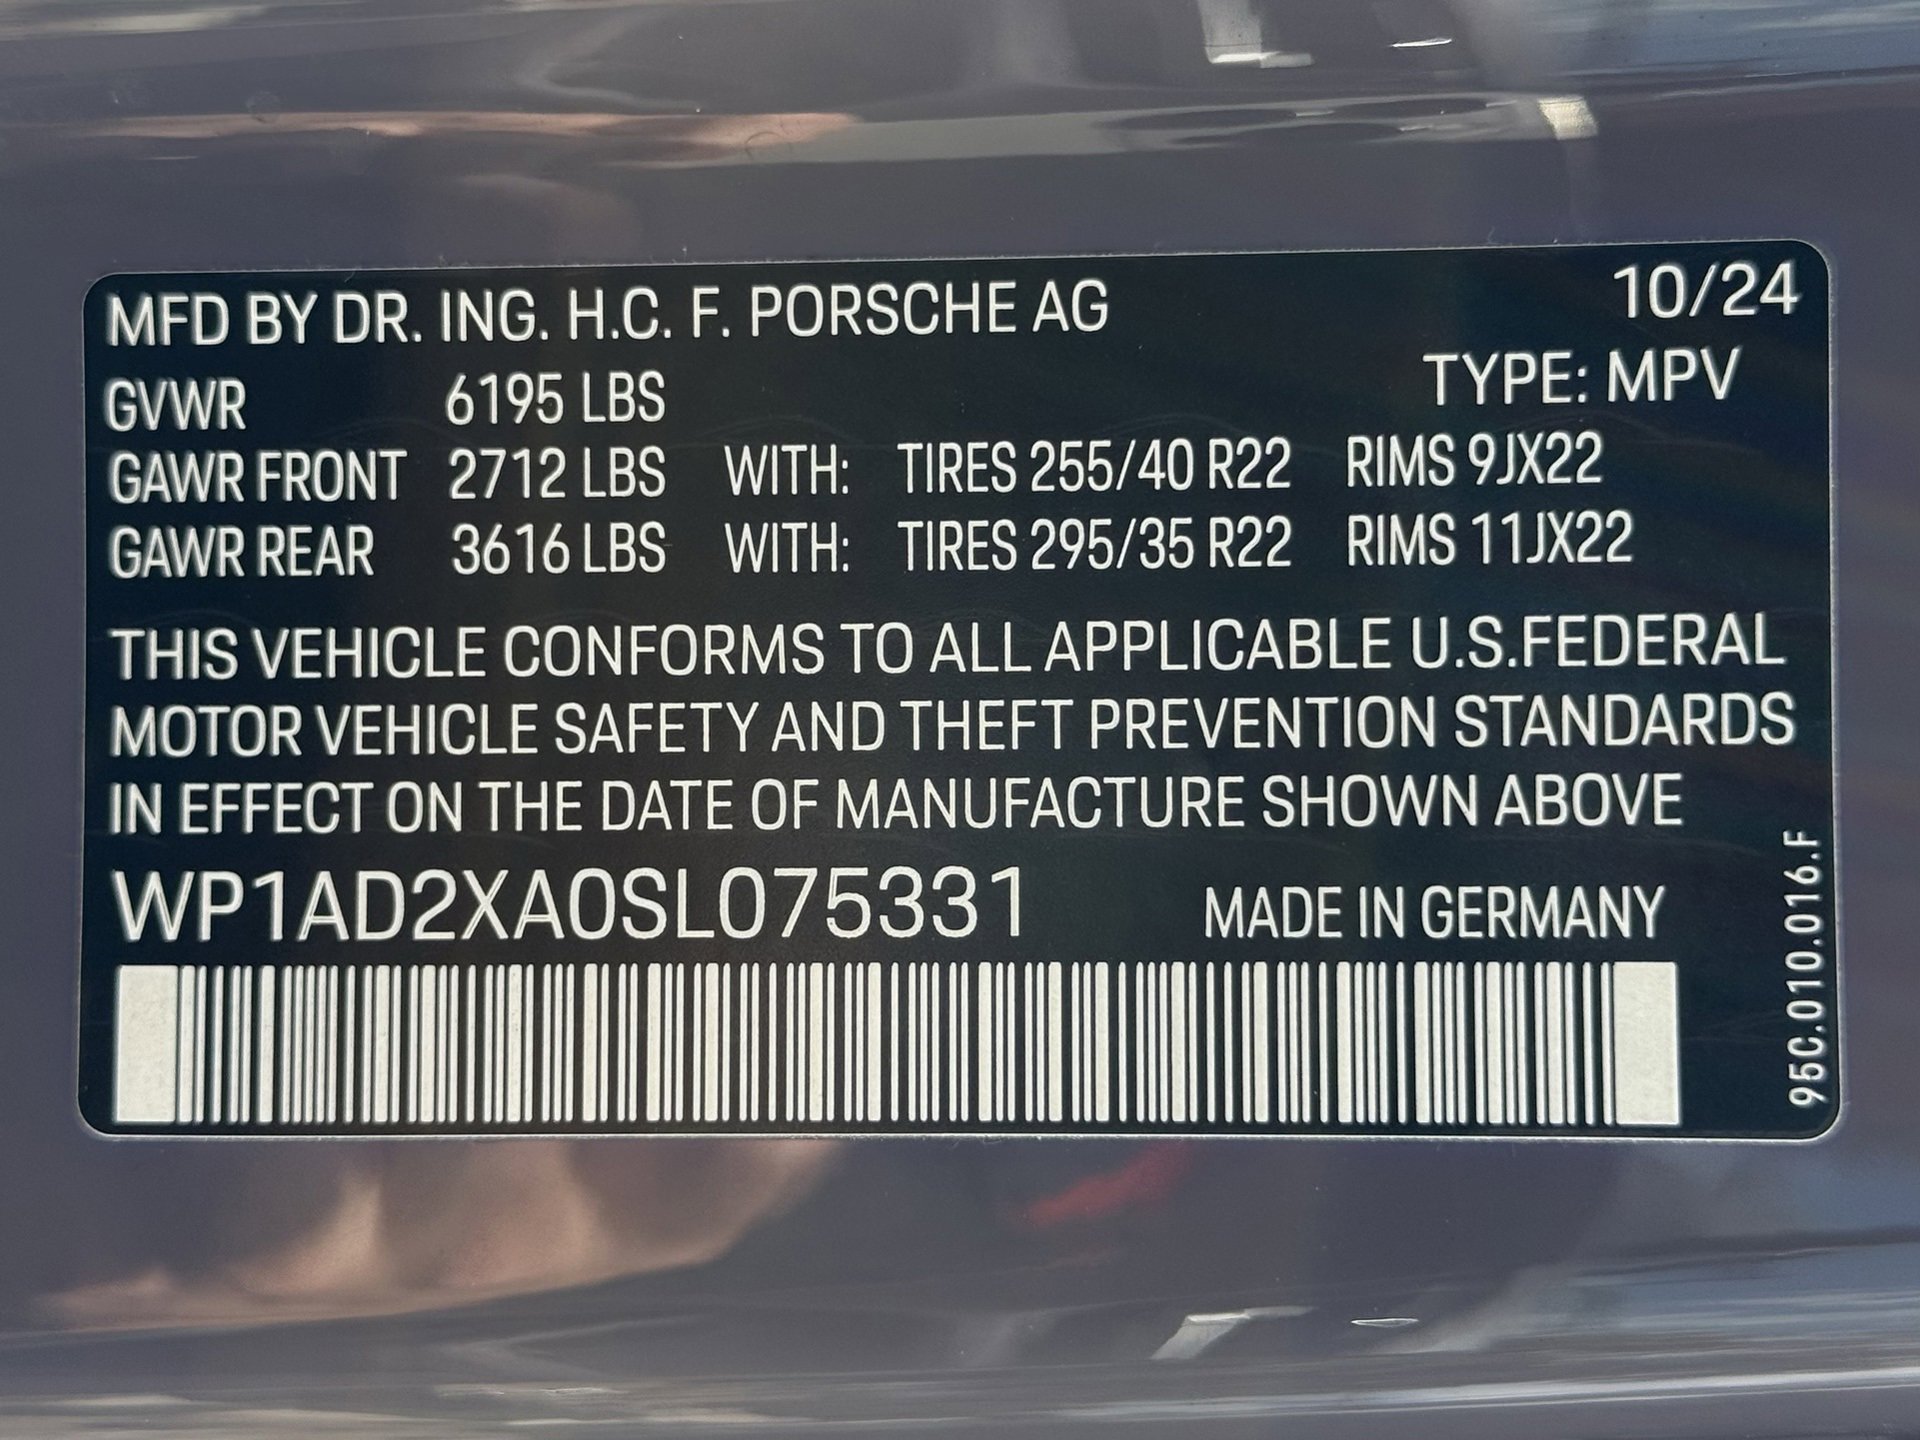 MFD BY DR. ING. H.C. F. PORSCHE AG 10/24
GVWR 6195 LBS TYPE: MPV
GAWR FRONT 2712 LBS WITH: TIRES 255/40 R22 RIMS 9JX22
GAWR REAR 3616 LBS WITH: TIRES 295/35 R22 RIMS 11JX22
THIS VEHICLE CONFORMS TO ALL APPLICABLE U.S.FEDERAL
MOTOR VEHICLE SAFETY AND THEFT PREVENTION STANDARDS
IN EFFECT ON THE DATE OF MANUFACTURE SHOWN ABOVE
WP1AD2XA0SL075331 MADE IN GERMANY
95C.010.016.F